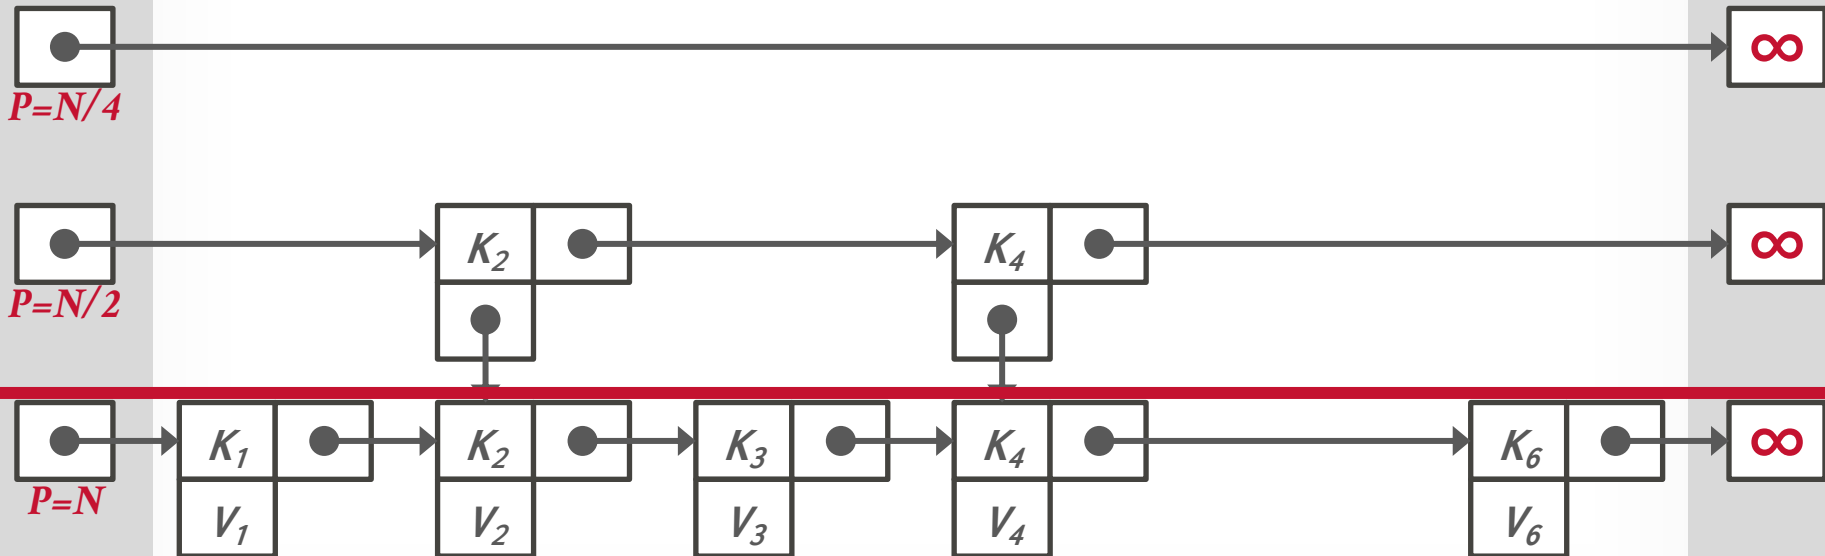 ∞
P=N/4
K₂ K₄ ∞
P=N/2
K₁ K₂ K₃ K₄ K₆ ∞
P=N
V₁ V₂ V₃ V₄ V₆